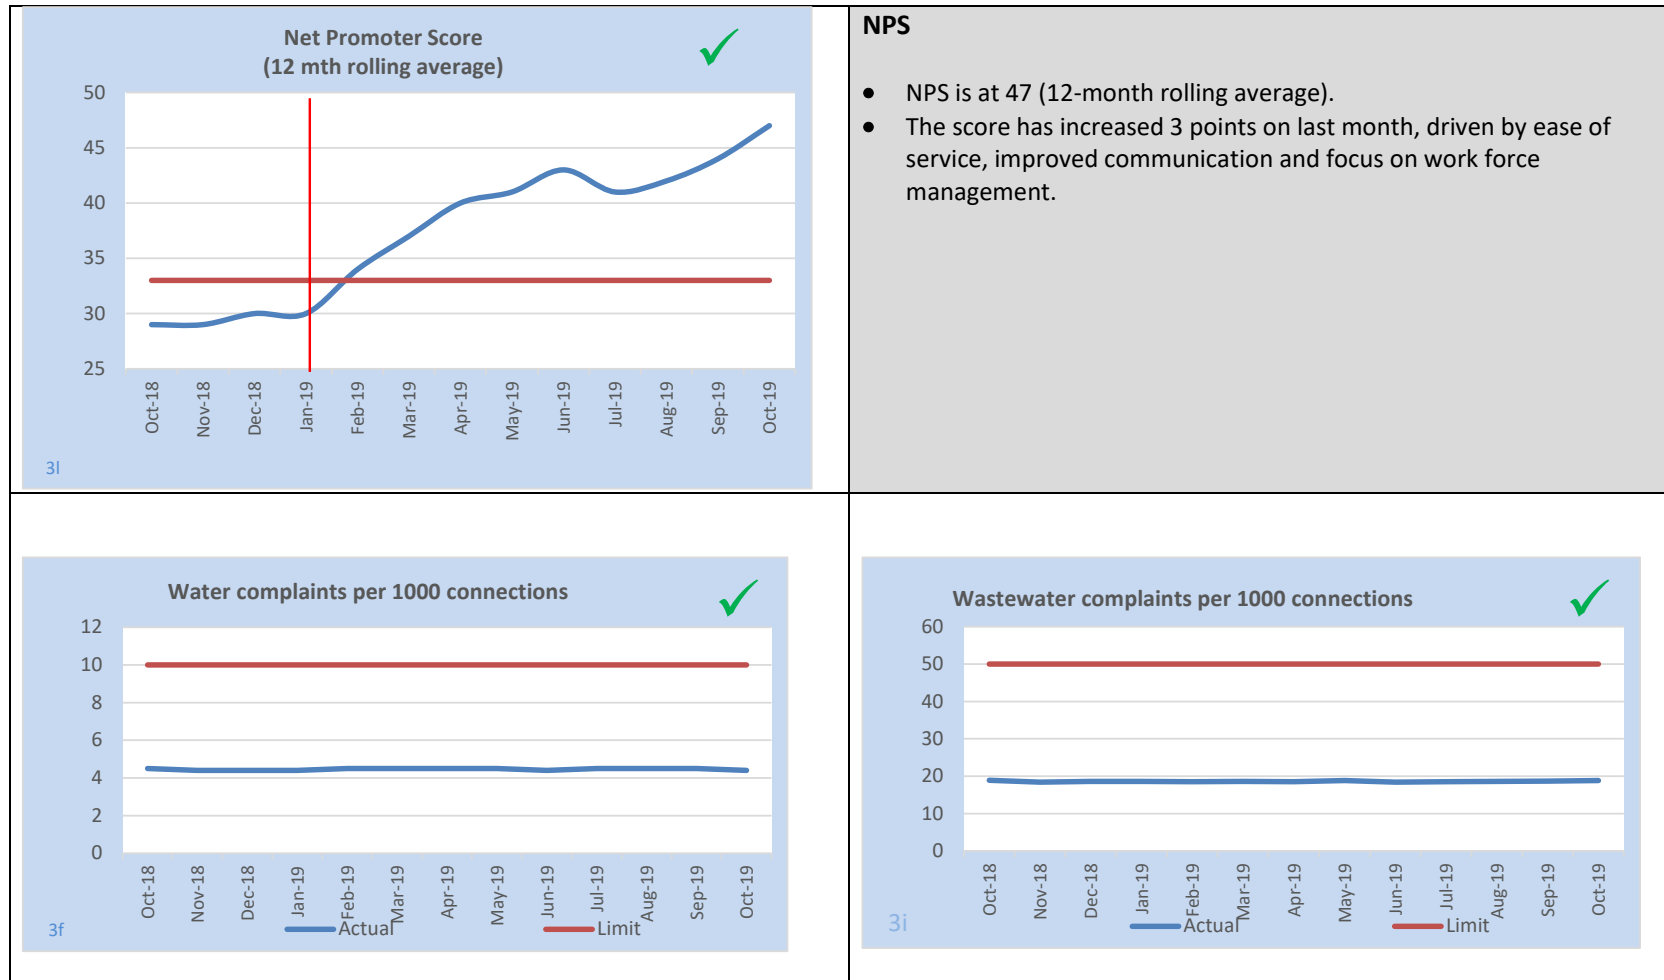 Net Promoter Score
(12 mth rolling average)
50
45
40
35
30
25
Oct-18
Nov-18
Dec-18
Jan-19
Feb-19
Mar-19
Apr-19
May-19
Jun-19
Jul-19
Aug-19
Sep-19
Oct-19
3l
NPS
● NPS is at 47 (12-month rolling average).
● The score has increased 3 points on last month, driven by ease of
service, improved communication and focus on work force
management.
Water complaints per 1000 connections
12
10
8
6
4
2
0
Oct-18
Nov-18
Dec-18
Jan-19
Feb-19
Mar-19
Apr-19
May-19
Jun-19
Jul-19
Aug-19
Sep-19
Oct-19
Actual
Limit
3f
Wastewater complaints per 1000 connections
60
50
40
30
20
10
0
Oct-18
Nov-18
Dec-18
Jan-19
Feb-19
Mar-19
Apr-19
May-19
Jun-19
Jul-19
Aug-19
Sep-19
Oct-19
Actual
Limit
3i